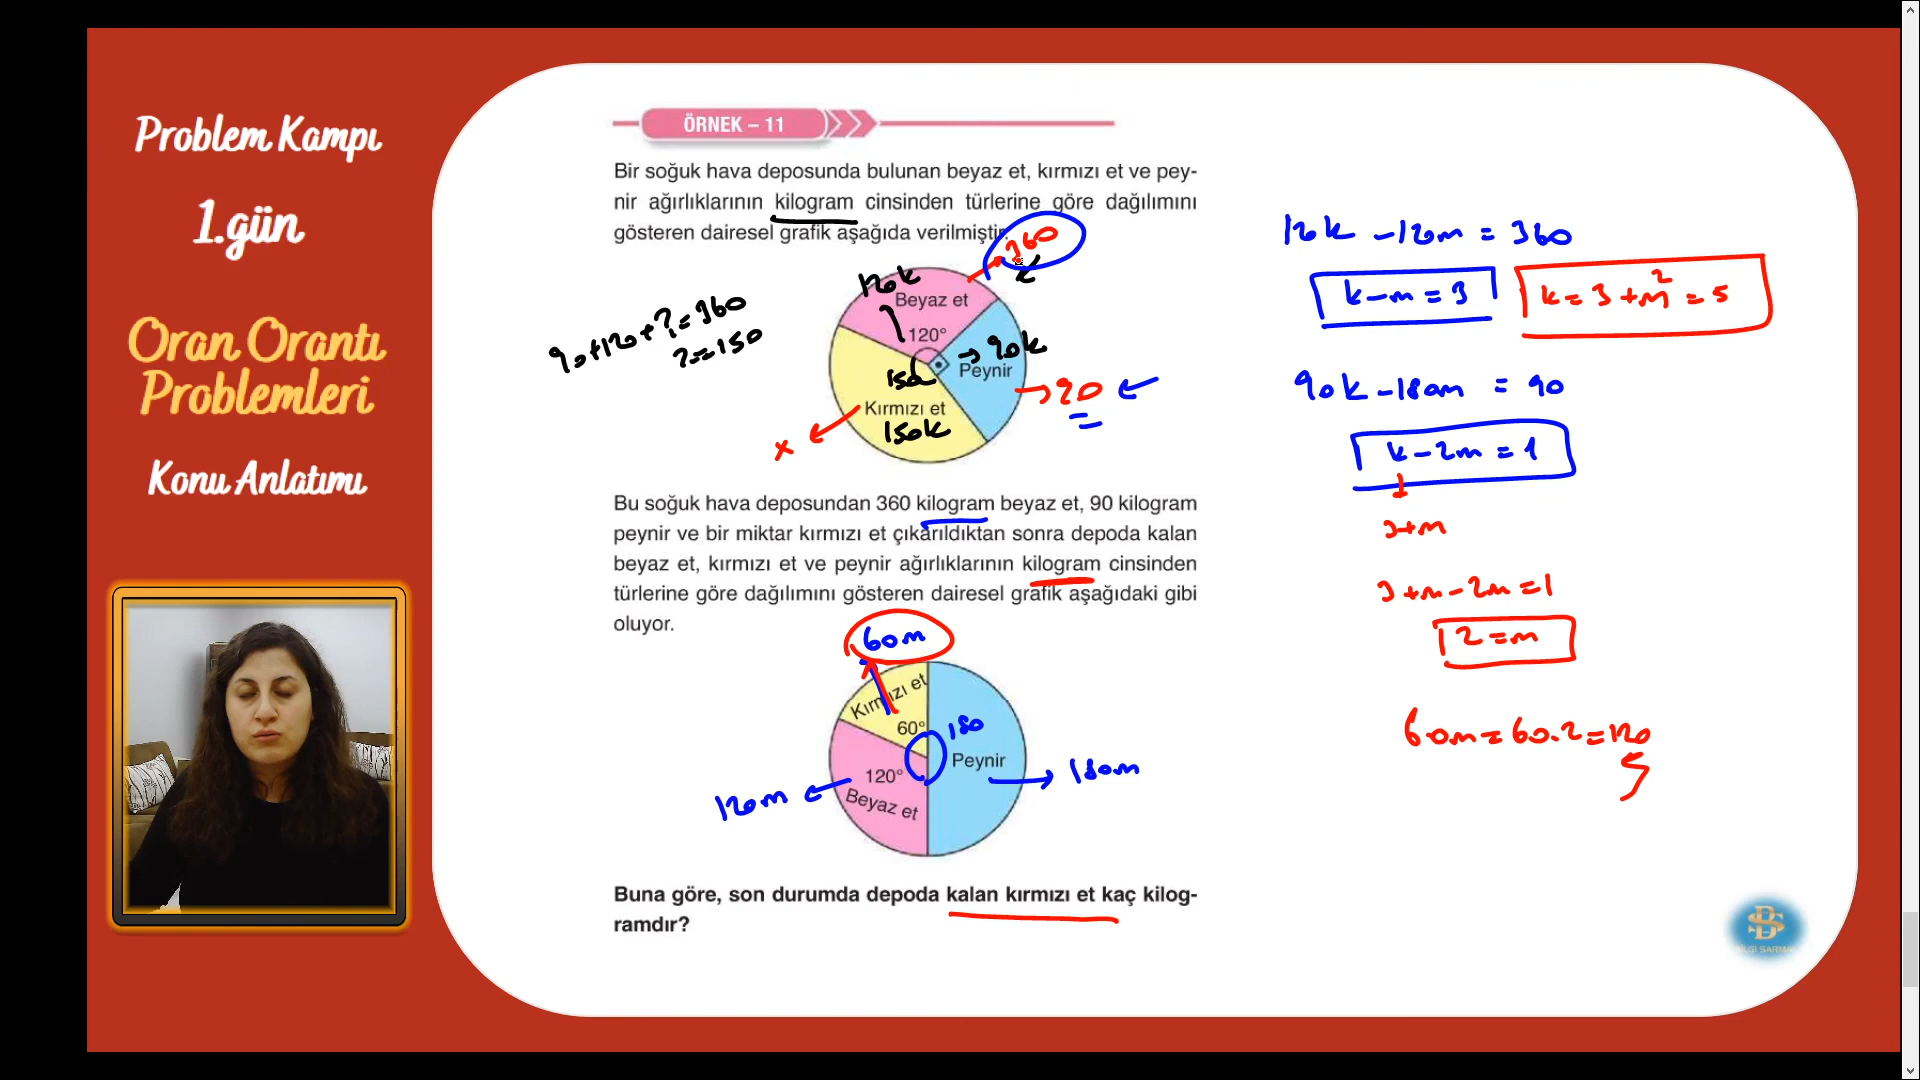 Problem Kampı
1.gün
Oran Orantı
Problemleri
Konu Anlatımı
ÖRNEK – 11
Bir soğuk hava deposunda bulunan beyaz et, kırmızı et ve pey-
nir ağırlıklarının kilogram cinsinden türlerine göre dağılımını
gösteren dairesel grafik aşağıda verilmiştir.
360
120k
Beyaz et
120°
90+120+?=360
?=150
→90k
Peynir
150
Kırmızı et
150k
90
x
Bu soğuk hava deposundan 360 kilogram beyaz et, 90 kilogram
peynir ve bir miktar kırmızı et çıkarıldıktan sonra depoda kalan
beyaz et, kırmızı et ve peynir ağırlıklarının kilogram cinsinden
türlerine göre dağılımını gösteren dairesel grafik aşağıdaki gibi
oluyor.
60m
Kırmızı et
60°
180
Peynir
180m
120°
Beyaz et
120m
Buna göre, son durumda depoda kalan kırmızı et kaç kilog-
ramdır?
120k - 120m = 360
k-m = 3
k = 3+m = 5
2
90k - 180m = 90
k - 2m = 1
3+m
3+m - 2m = 1
2 = m
60m = 60.2 = 120